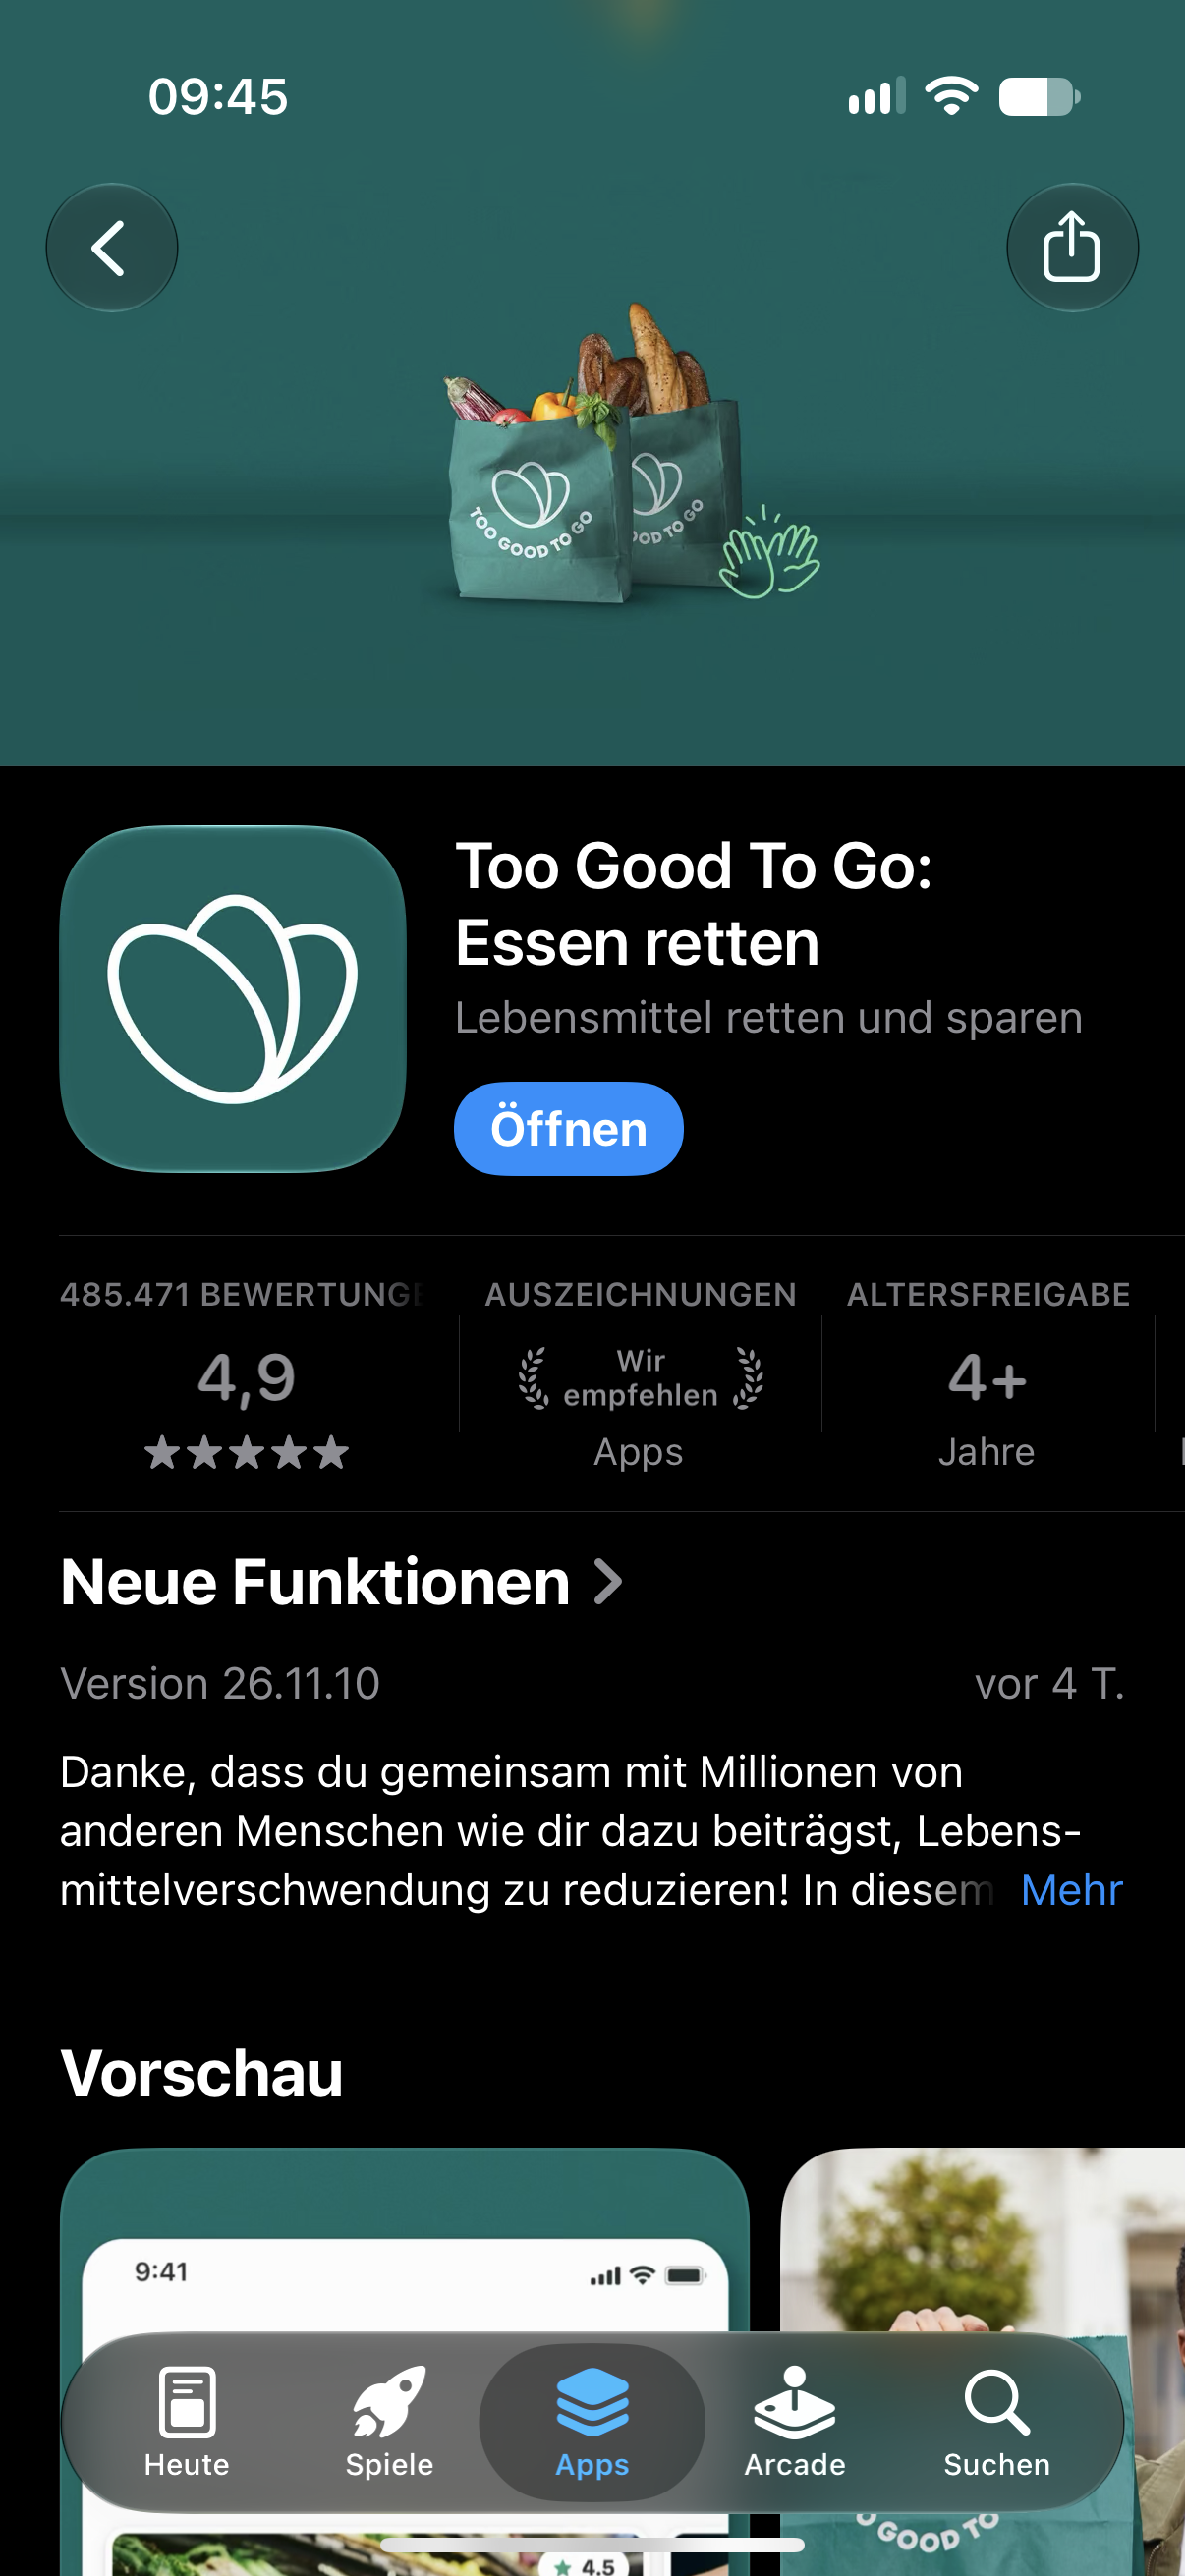 09:45
TOO GOOD TO GO
OOD TO GO
Too Good To Go:
Essen retten
Lebensmittel retten und sparen
Öffnen
485.471 BEWERTUNGE
AUSZEICHNUNGEN
ALTERSFREIGABE
4,9
Wir
empfehlen
4+
Apps
Jahre
Neue Funktionen
Version 26.11.10
vor 4 T.
Danke, dass du gemeinsam mit Millionen von
anderen Menschen wie dir dazu beiträgst, Lebens-
mittelverschwendung zu reduzieren! In diesem Mehr
Vorschau
9:41
Heute
Spiele
Apps
Arcade
Suchen
O GOOD TO
4.5